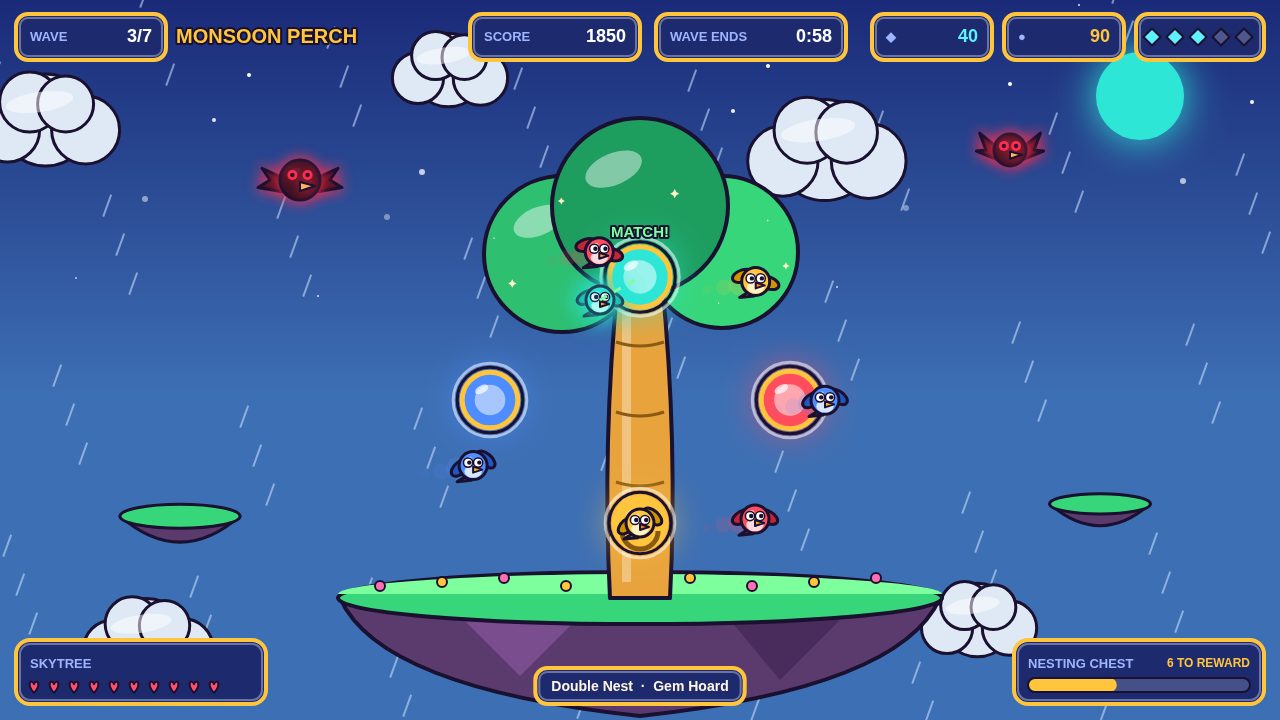 WAVE 3/7
MONSOON PERCH
SCORE 1850
WAVE ENDS 0:58
40
90
MATCH!
SKYTREE
Double Nest · Gem Hoard
NESTING CHEST 6 TO REWARD